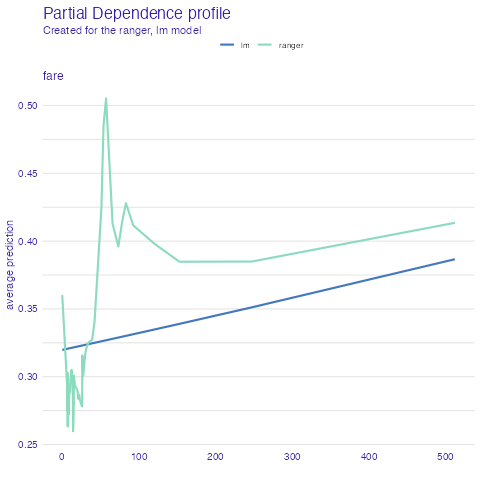 Partial Dependence profile
Created for the ranger, lm model
lm ranger
fare
0.50
0.45
0.40
0.35
0.30
0.25
average prediction
0 100 200 300 400 500